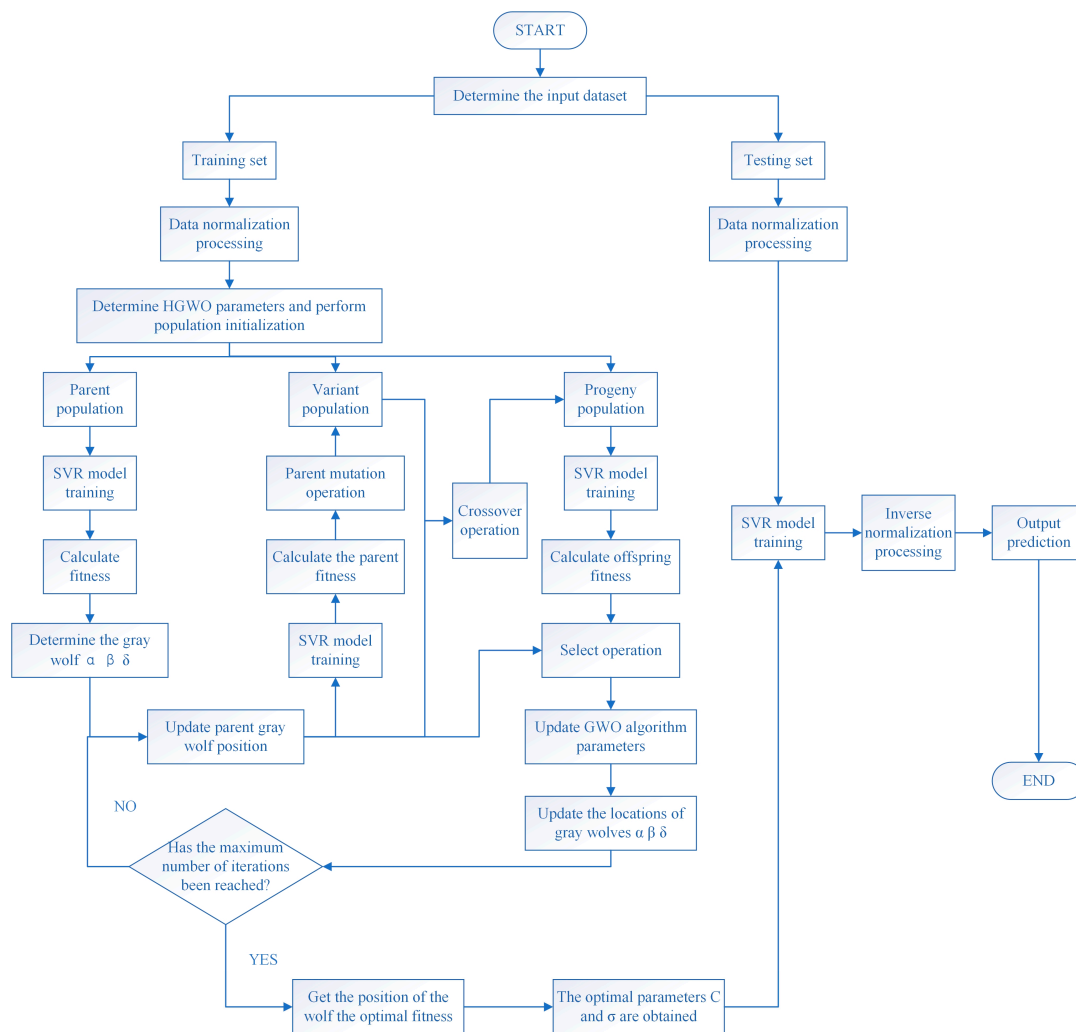 START
Determine the input dataset
Training set
Testing set
Data normalization
processing
Data normalization
processing
Determine HGWO parameters and perform
population initialization
Parent
population
Variant
population
Progeny
population
SVR model
training
Parent mutation
operation
SVR model
training
Crossover
operation
SVR model
training
Inverse
normalization
processing
Output
prediction
Calculate
fitness
Calculate the parent
fitness
Calculate offspring
fitness
Determine the gray
wolf α β δ
SVR model
training
Select operation
Update parent gray
wolf position
Update GWO algorithm
parameters
END
NO
Update the locations of
gray wolves α β δ
Has the maximum
number of iterations
been reached?
YES
Get the position of the
wolf the optimal fitness
The optimal parameters C
and σ are obtained